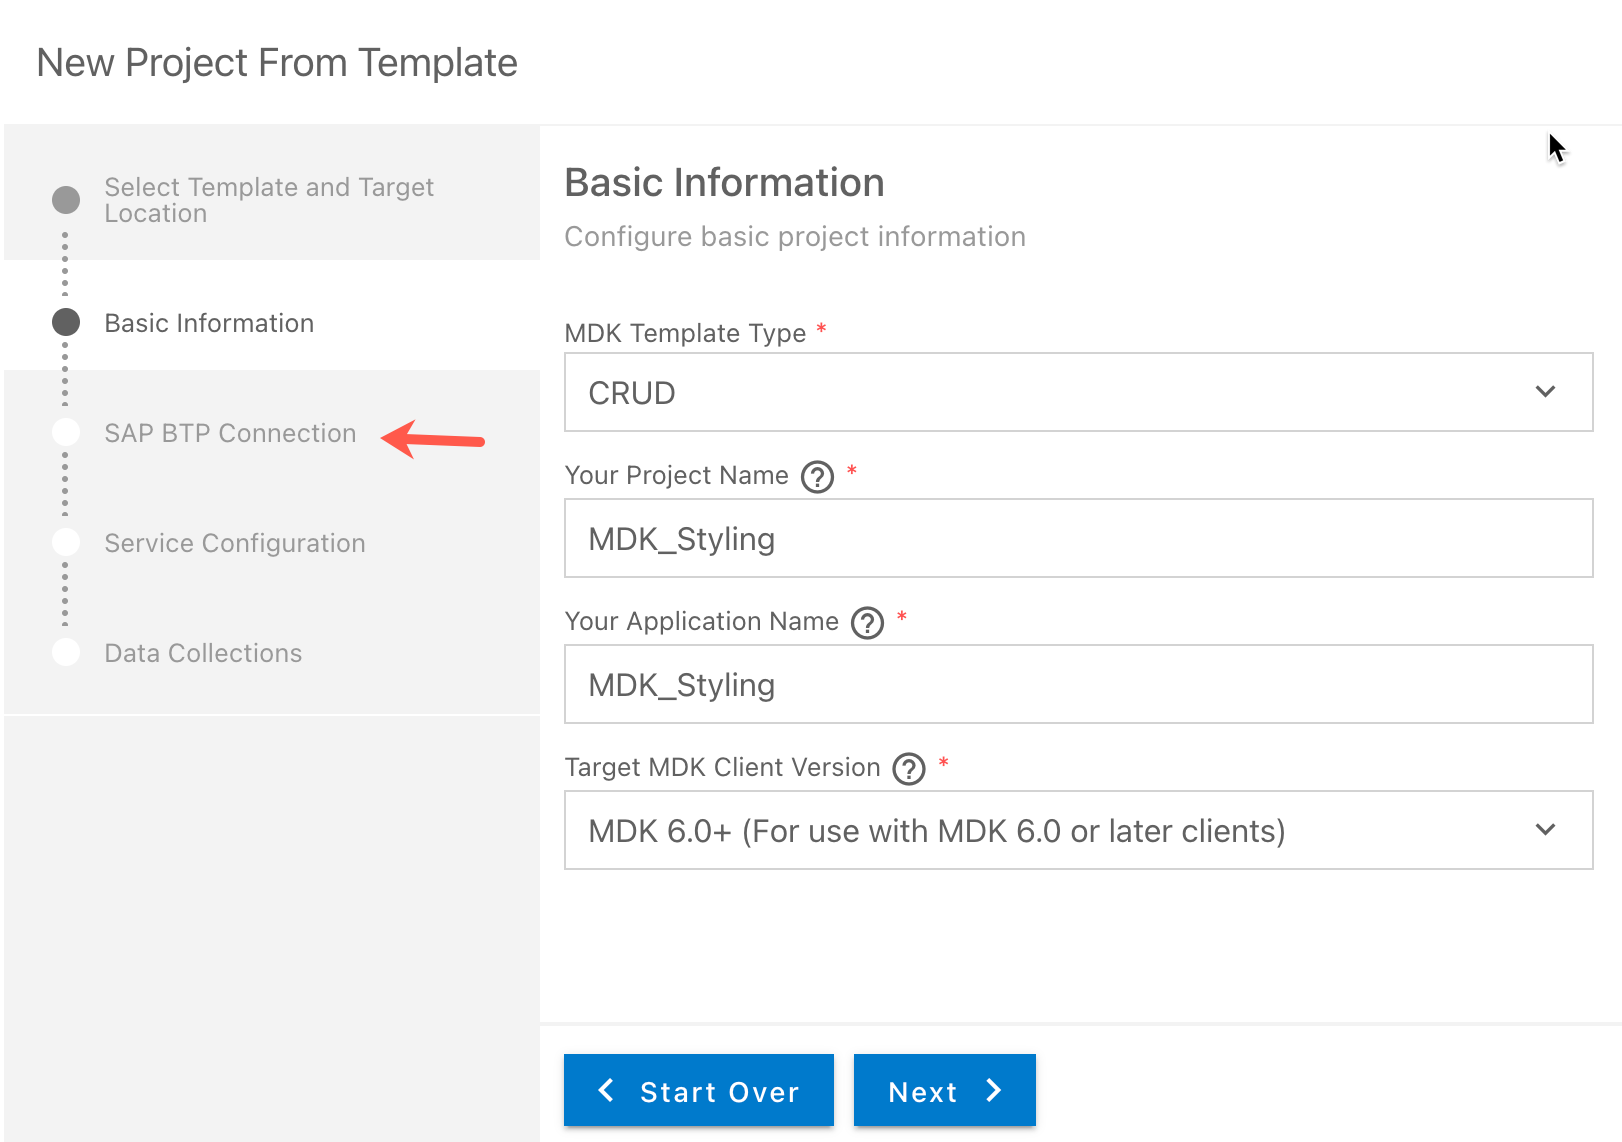 New Project From Template
Select Template and Target
Location
Basic Information
SAP BTP Connection
Service Configuration
Data Collections
Basic Information
Configure basic project information
MDK Template Type *
CRUD
Your Project Name ? *
MDK_Styling
Your Application Name ? *
MDK_Styling
Target MDK Client Version ? *
MDK 6.0+ (For use with MDK 6.0 or later clients)
Start Over
Next